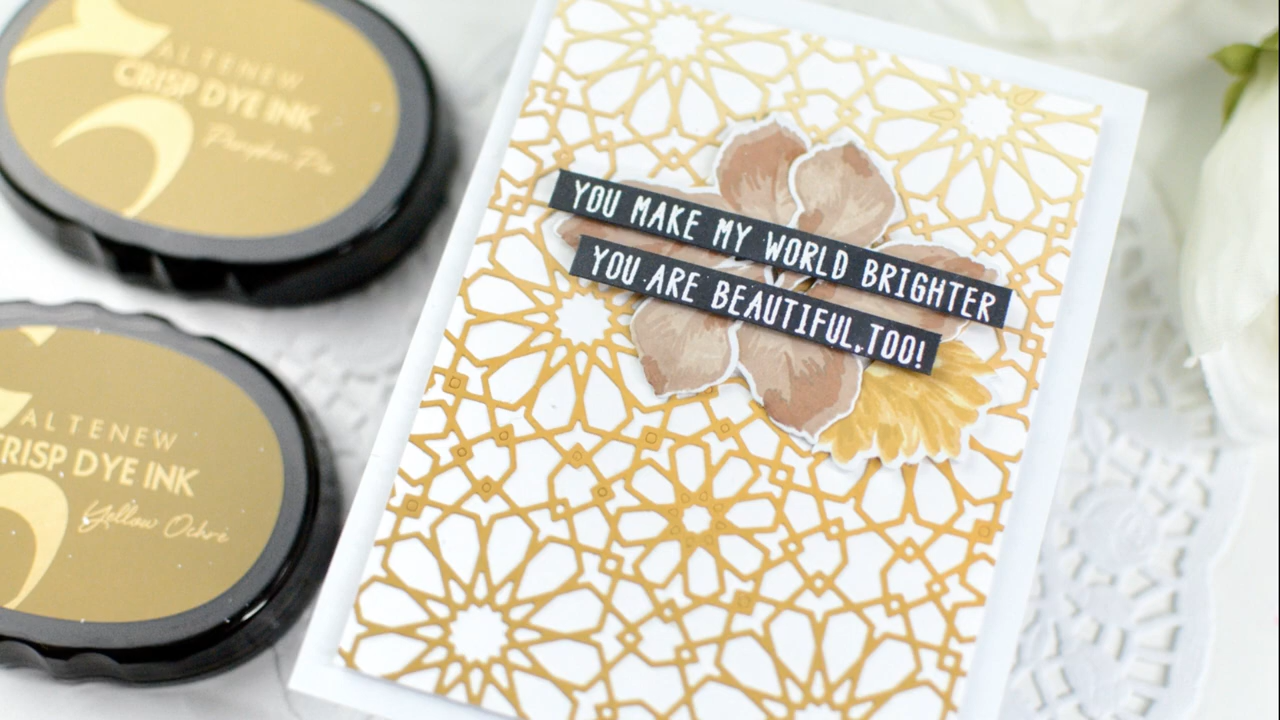 ALTENEW
CRISP DYE INK
Pumpkin Pie
ALTENEW
CRISP DYE INK
Yellow Ochre
YOU MAKE MY WORLD BRIGHTER
YOU ARE BEAUTIFUL, TOO!